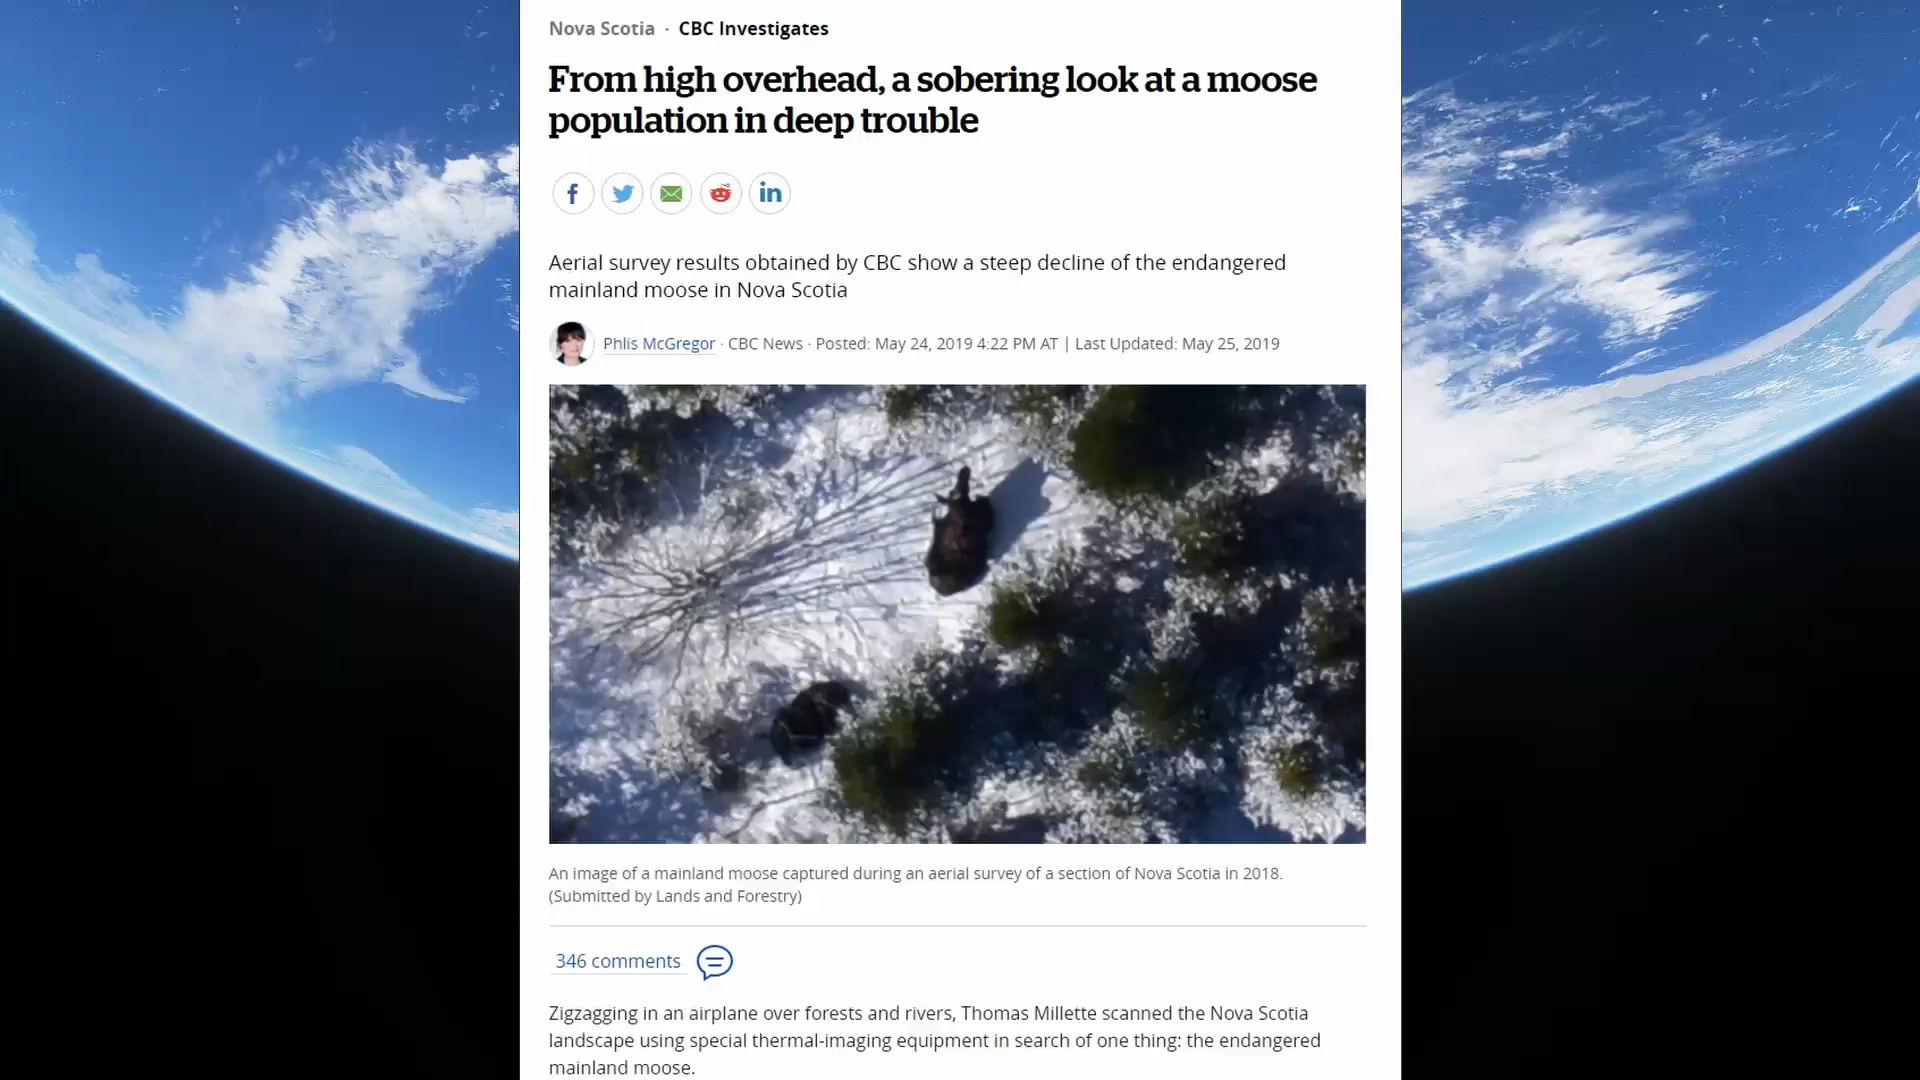 Nova Scotia · CBC Investigates
From high overhead, a sobering look at a moose
population in deep trouble
Aerial survey results obtained by CBC show a steep decline of the endangered
mainland moose in Nova Scotia
Phlis McGregor · CBC News · Posted: May 24, 2019 4:22 PM AT | Last Updated: May 25, 2019
An image of a mainland moose captured during an aerial survey of a section of Nova Scotia in 2018.
(Submitted by Lands and Forestry)
346 comments
Zigzagging in an airplane over forests and rivers, Thomas Millette scanned the Nova Scotia
landscape using special thermal-imaging equipment in search of one thing: the endangered
mainland moose.